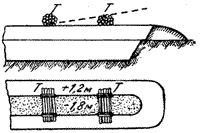 Т Т
Т +1,2м Т
1,8м